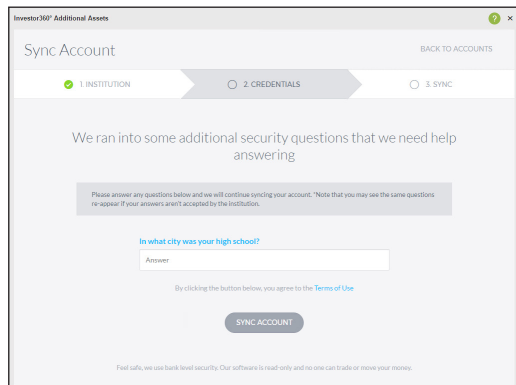 Investor360° Additional Assets
?
×
Sync Account
BACK TO ACCOUNTS
1. INSTITUTION
2. CREDENTIALS
3. SYNC
We ran into some additional security questions that we need help
answering
Please answer any questions below and we will continue syncing your account. *Note that you may see the same questions
re-appear if your answers aren't accepted by the institution.
In what city was your high school?
Answer
By clicking the button below, you agree to the Terms of Use
SYNC ACCOUNT
Feel safe, we use bank level security. Our software is read-only and no one can trade or move your money.